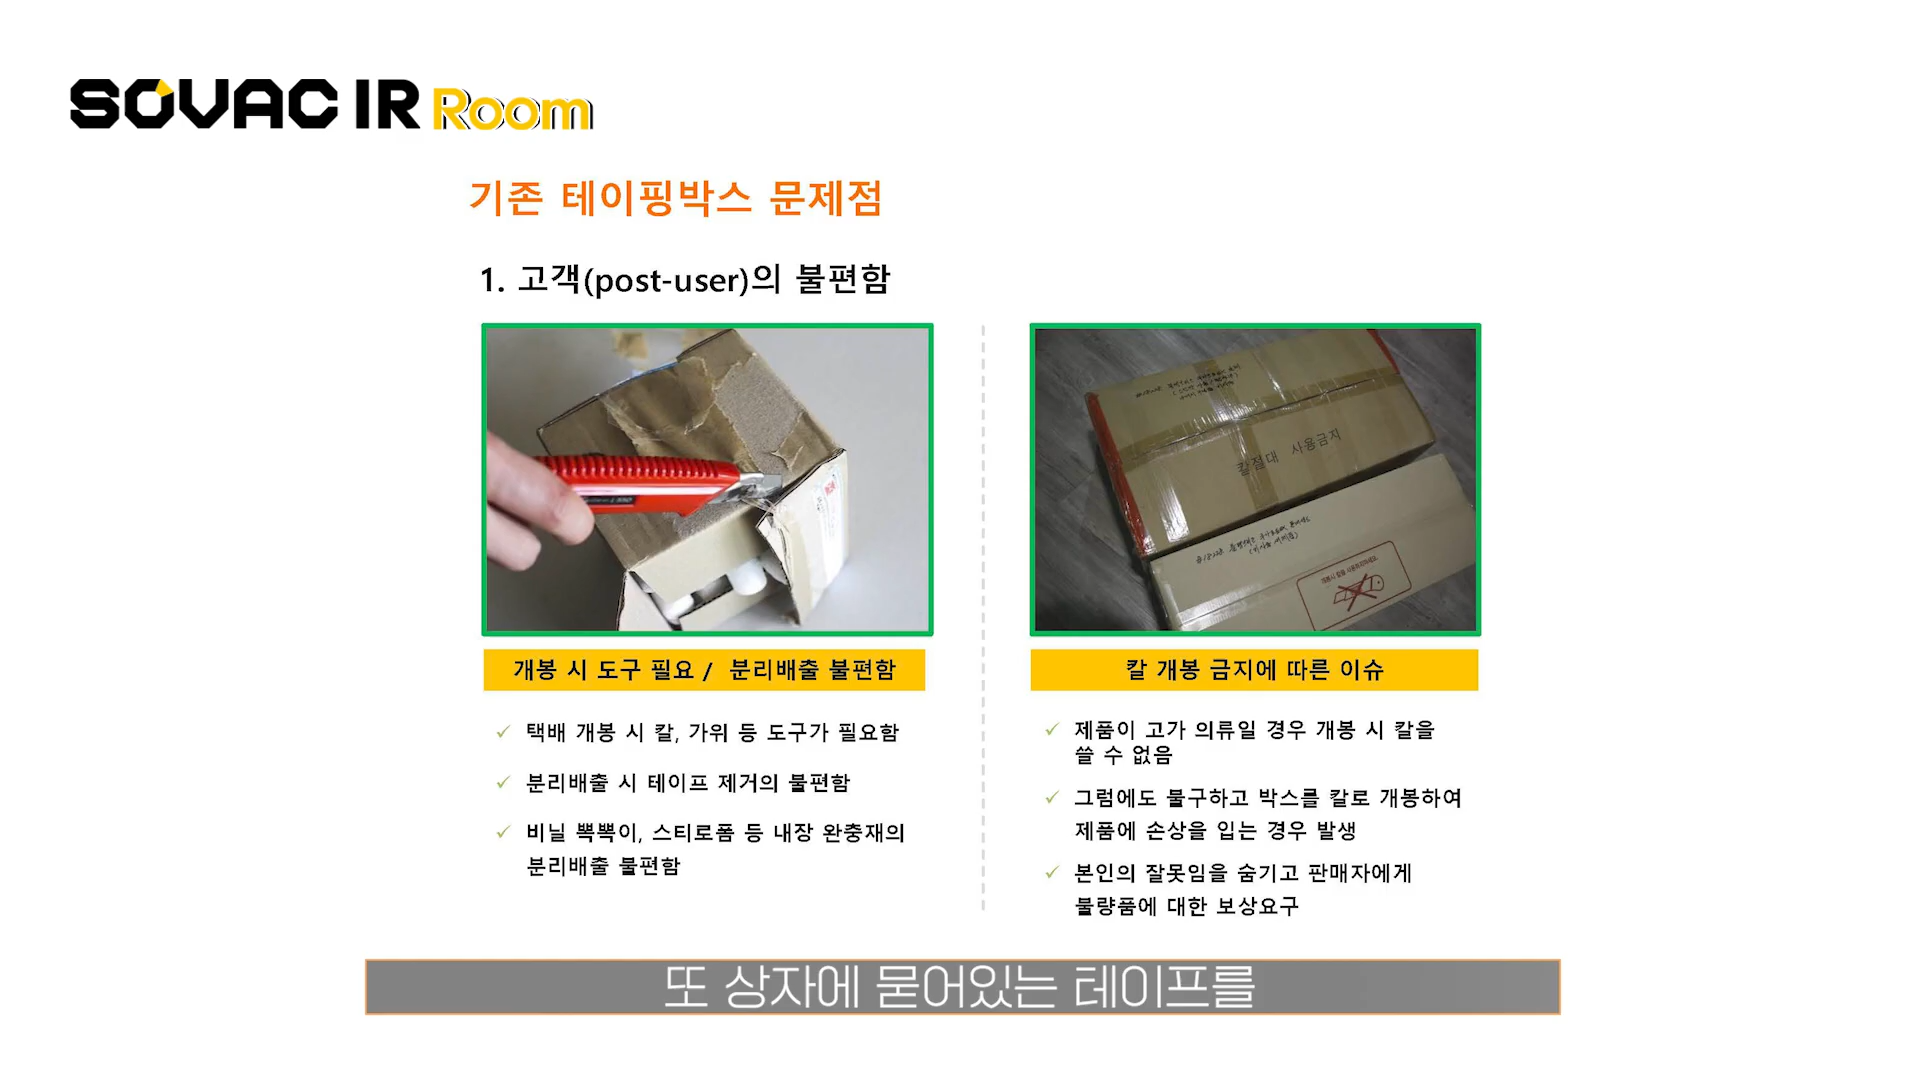 SOVAC IR Room
기존 테이핑박스 문제점
1. 고객(post-user)의 불편함
칼절대 사용금지
개봉 시 도구 필요 / 분리배출 불편함
✓ 택배 개봉 시 칼, 가위 등 도구가 필요함
✓ 분리배출 시 테이프 제거의 불편함
✓ 비닐 뽁뽁이, 스티로폼 등 내장 완충재의
분리배출 불편함
칼 개봉 금지에 따른 이슈
✓ 제품이 고가 의류일 경우 개봉 시 칼을
쓸 수 없음
✓ 그럼에도 불구하고 박스를 칼로 개봉하여
제품에 손상을 입는 경우 발생
✓ 본인의 잘못임을 숨기고 판매자에게
불량품에 대한 보상요구
또 상자에 묻어있는 테이프를